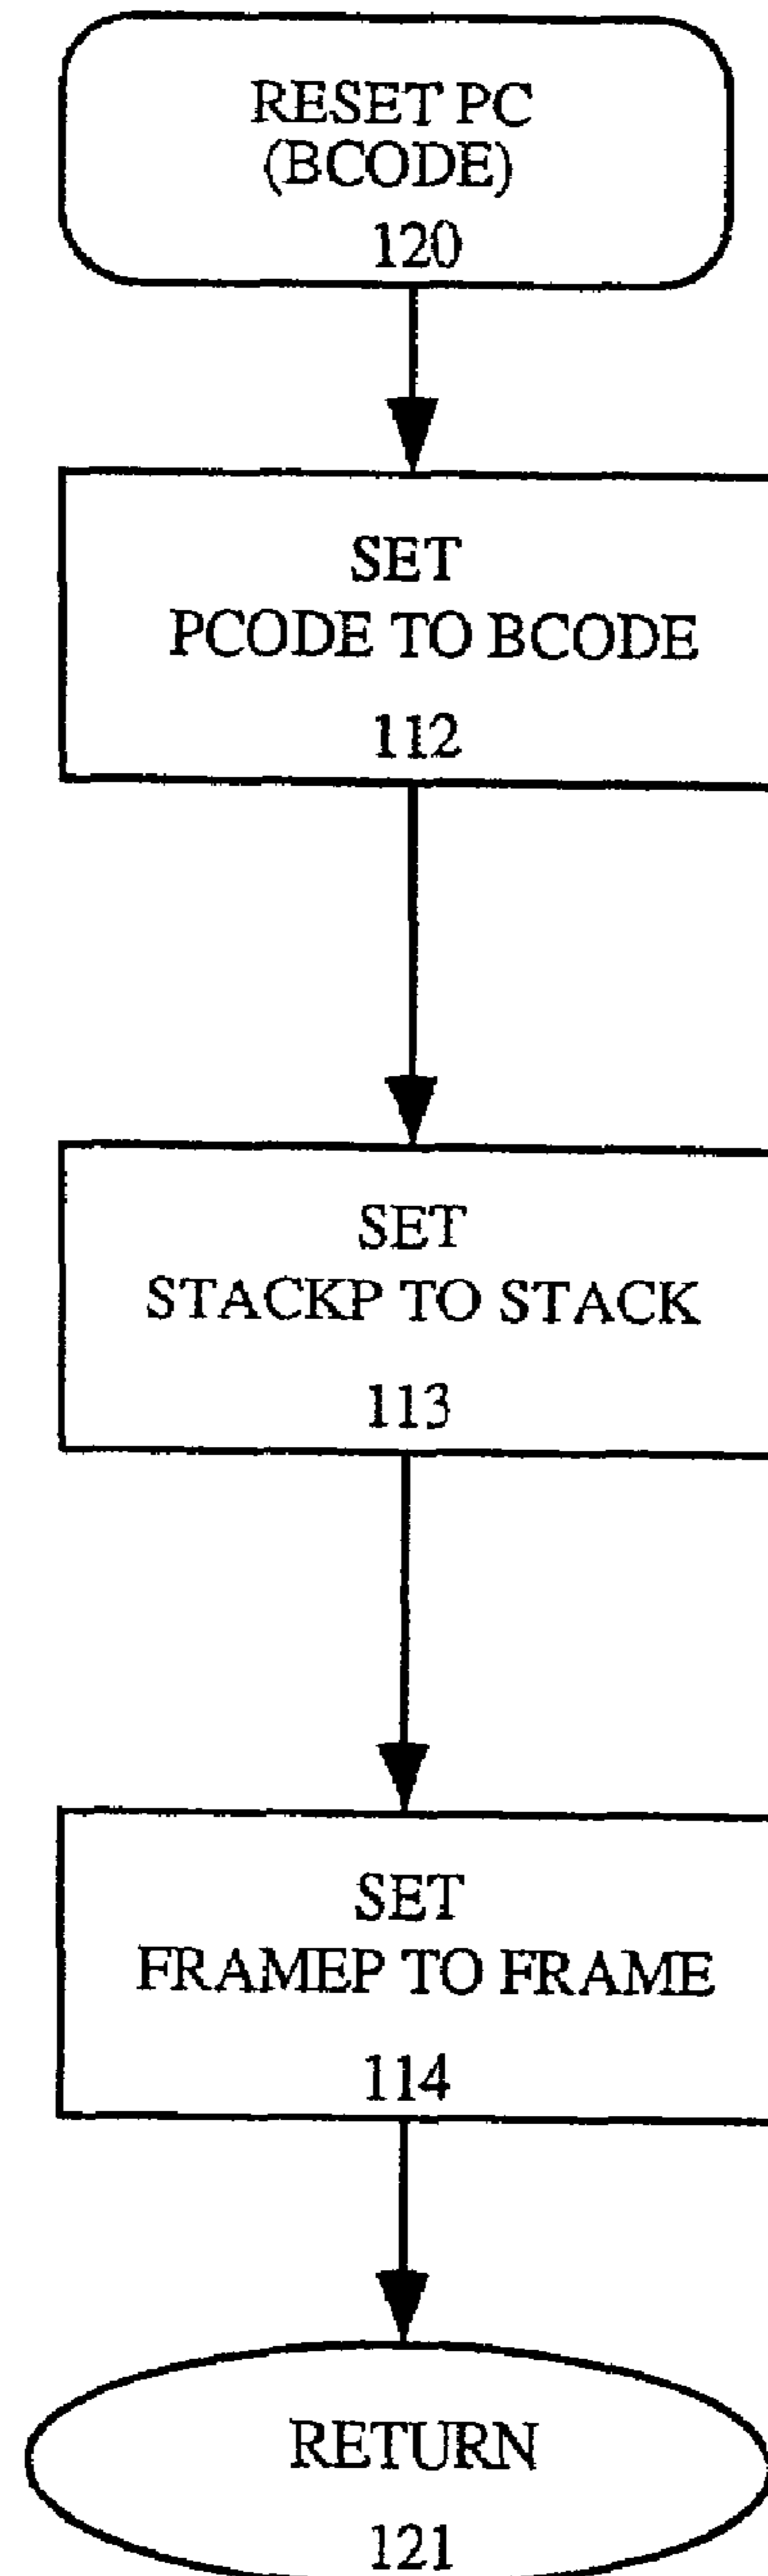 RESET PC
(BCODE)
120
SET
PCODE TO BCODE
112
SET
STACKP TO STACK
113
SET
FRAMEP TO FRAME
114
RETURN
121